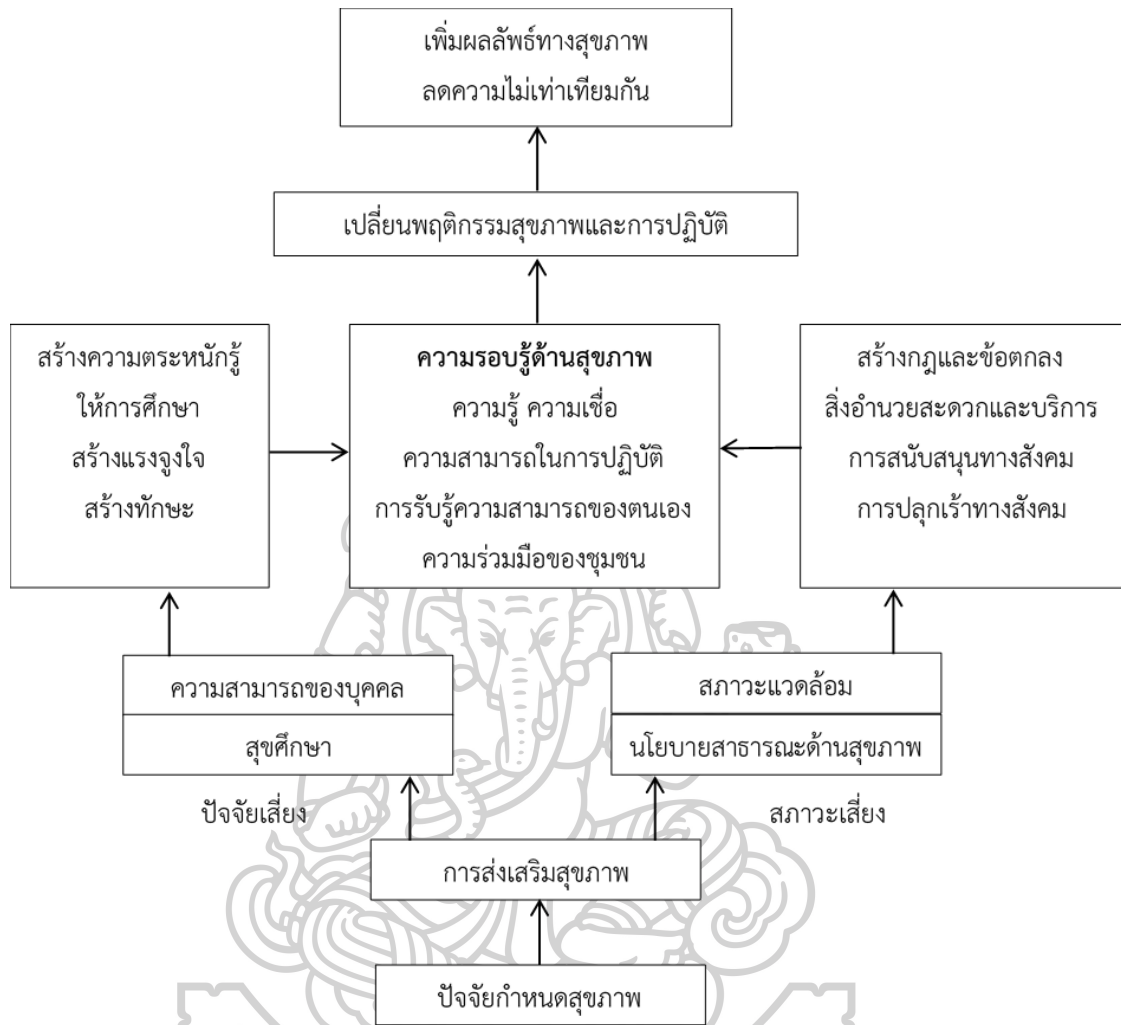 เพิ่มผลลัพธ์ทางสุขภาพ
ลดความไม่เท่าเทียมกัน
เปลี่ยนพฤติกรรมสุขภาพและการปฏิบัติ
สร้างความตระหนักรู้
ให้การศึกษา
สร้างแรงจูงใจ
สร้างทักษะ
ความรอบรู้ด้านสุขภาพ
ความรู้ ความเชื่อ
ความสามารถในการปฏิบัติ
การรับรู้ความสามารถของตนเอง
ความร่วมมือของชุมชน
สร้างกฎและข้อตกลง
สิ่งอำนวยสะดวกและบริการ
การสนับสนุนทางสังคม
การปลุกเร้าทางสังคม
ความสามารถของบุคคล
สุขศึกษา
สภาวะแวดล้อม
นโยบายสาธารณะด้านสุขภาพ
ปัจจัยเสี่ยง
สภาวะเสี่ยง
การส่งเสริมสุขภาพ
ปัจจัยกำหนดสุขภาพ